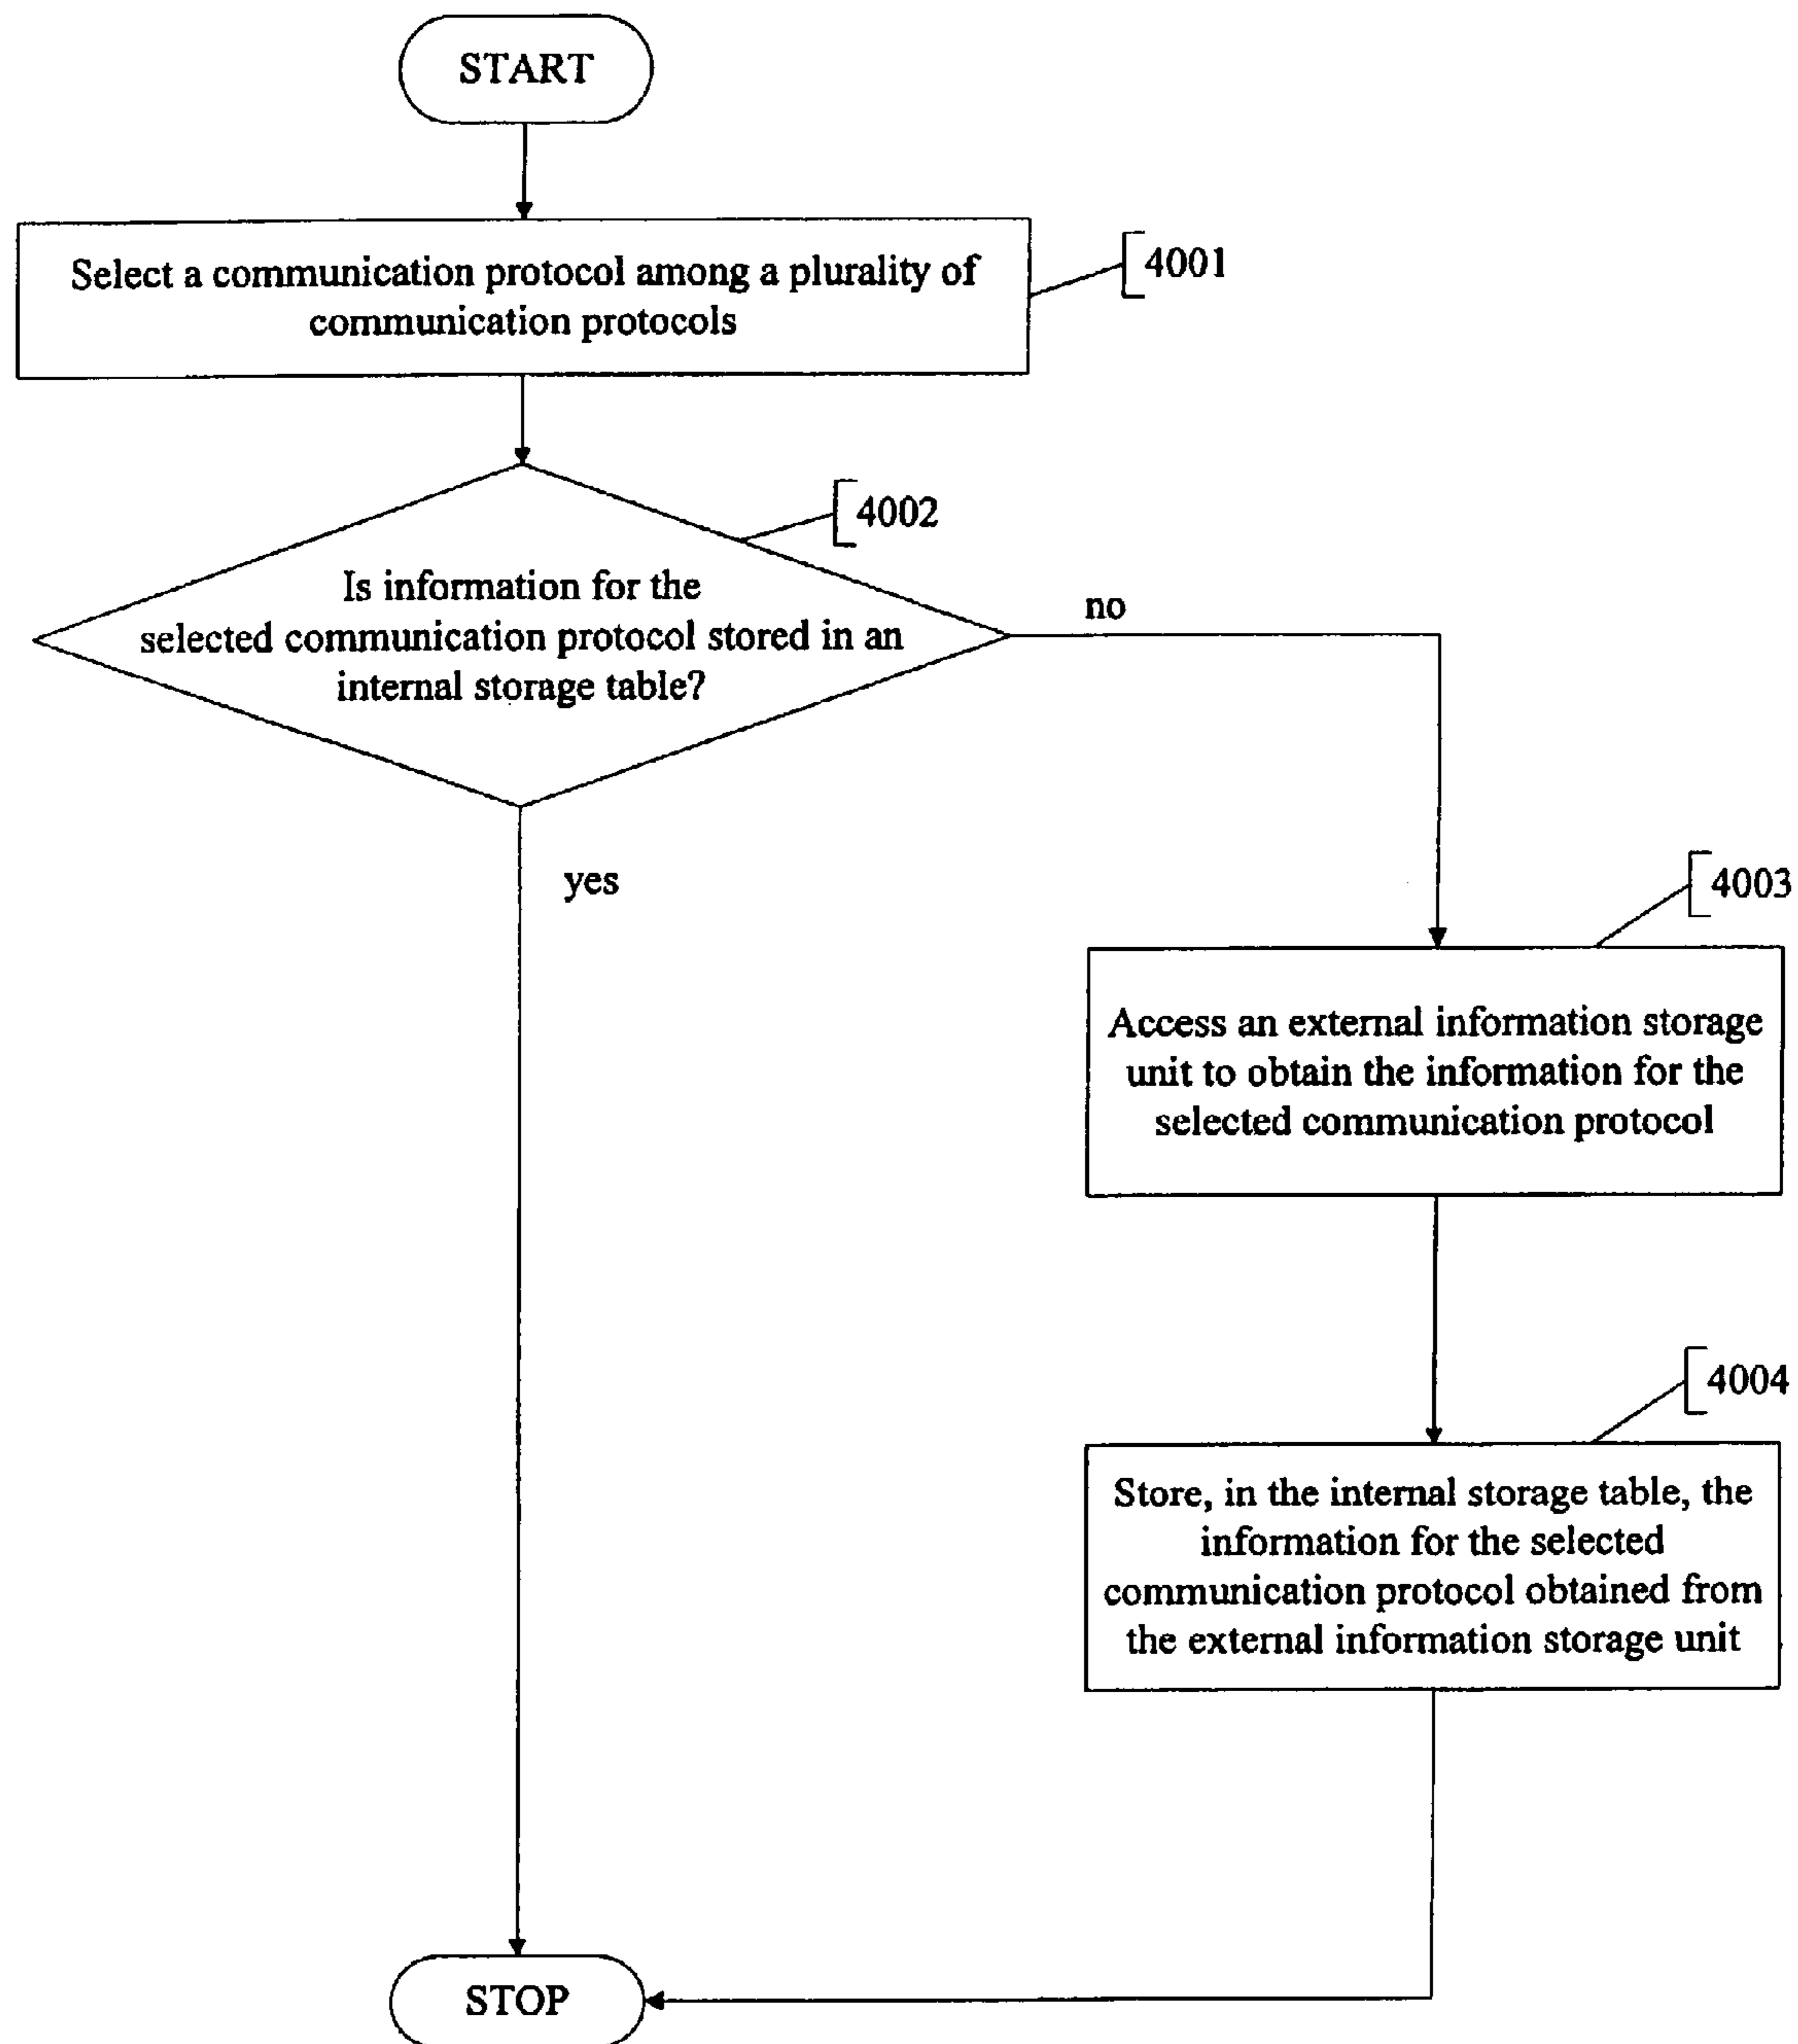 START
Select a communication protocol among a plurality of
communication protocols
4001
4002
Is information for the
selected communication protocol stored in an
internal storage table?
no
yes
4003
Access an external information storage
unit to obtain the information for the
selected communication protocol
4004
Store, in the internal storage table, the
information for the selected
communication protocol obtained from
the external information storage unit
STOP